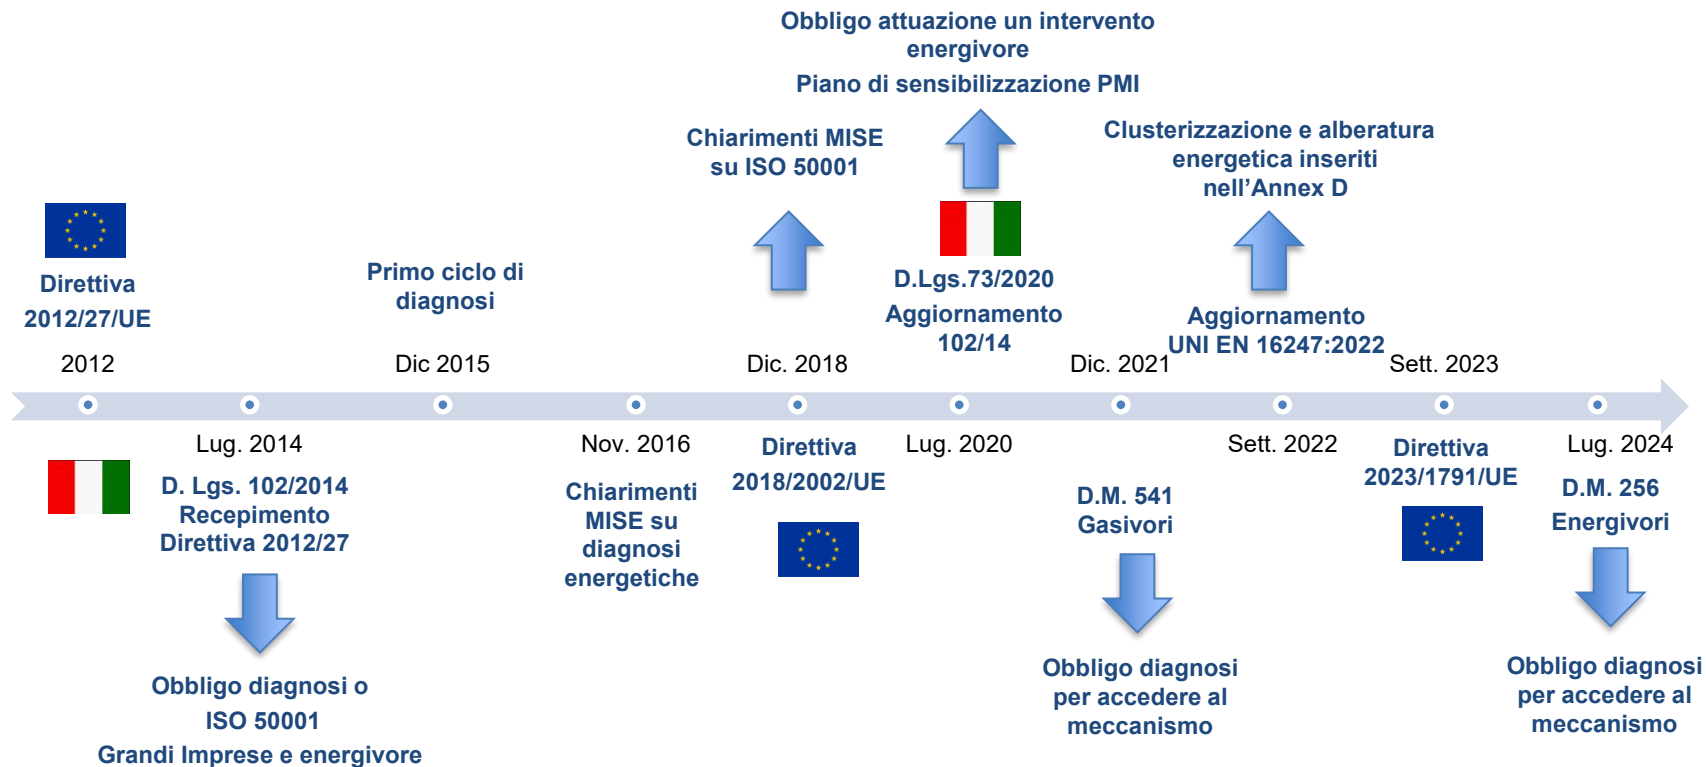 Obbligo attuazione un intervento
energivore
Piano di sensibilizzazione PMI
Chiarimenti MISE
su ISO 50001
Clusterizzazione e alberatura
energetica inseriti
nell'Annex D
Direttiva
2012/27/UE
Primo ciclo di
diagnosi
D.Lgs.73/2020
Aggiornamento
102/14
Aggiornamento
UNI EN 16247:2022
2012
Dic 2015
Dic. 2018
Dic. 2021
Sett. 2023
Lug. 2014
Nov. 2016
Lug. 2020
Sett. 2022
Lug. 2024
D. Lgs. 102/2014
Recepimento
Direttiva 2012/27
Chiarimenti
MISE su
diagnosi
energetiche
Direttiva
2018/2002/UE
D.M. 541
Gasivori
Direttiva
2023/1791/UE
D.M. 256
Energivori
Obbligo diagnosi o
ISO 50001
Grandi Imprese e energivore
Obbligo diagnosi
per accedere al
meccanismo
Obbligo diagnosi
per accedere al
meccanismo